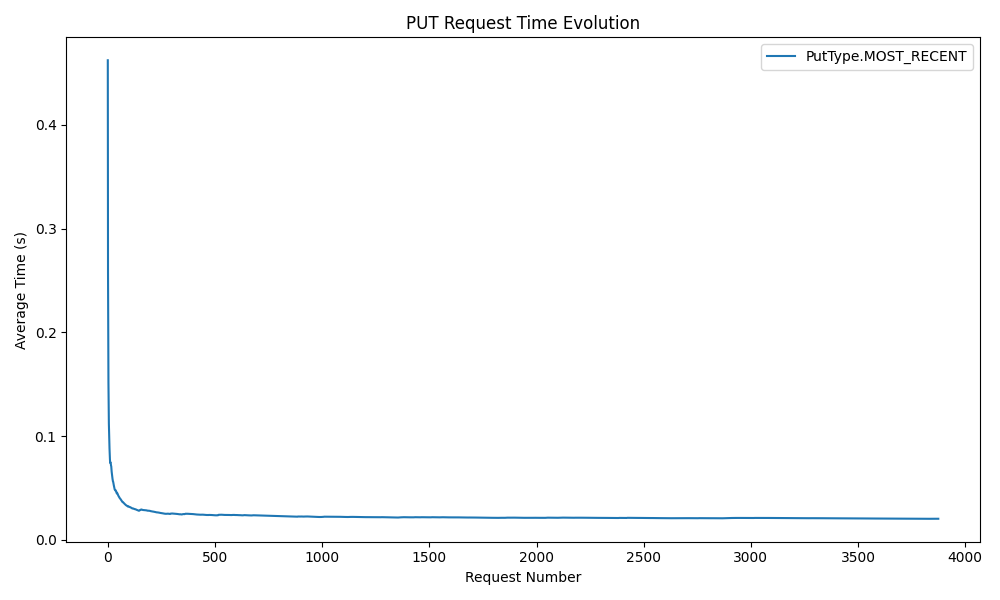 PUT Request Time Evolution
PutType.MOST_RECENT
Average Time (s)
0.4
0.3
0.2
0.1
0.0
0 500 1000 1500 2000 2500 3000 3500 4000
Request Number